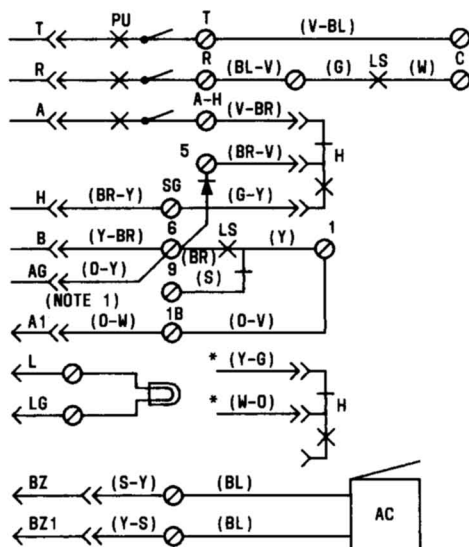 T PU T (V-BL)
R R (BL-V) (G) LS (W) C
A A-H (V-BR)
5 (BR-V) H
H (BR-Y) SG (G-Y)
B (Y-BR) 6 (BR) LS (Y) 1
AG (O-Y) 9 (S)
(NOTE 1)
A1 (O-W) 1B (O-V)
L * (Y-G)
LG * (W-O) H
BZ (S-Y) (BL)
AC
BZ1 (Y-S) (BL)